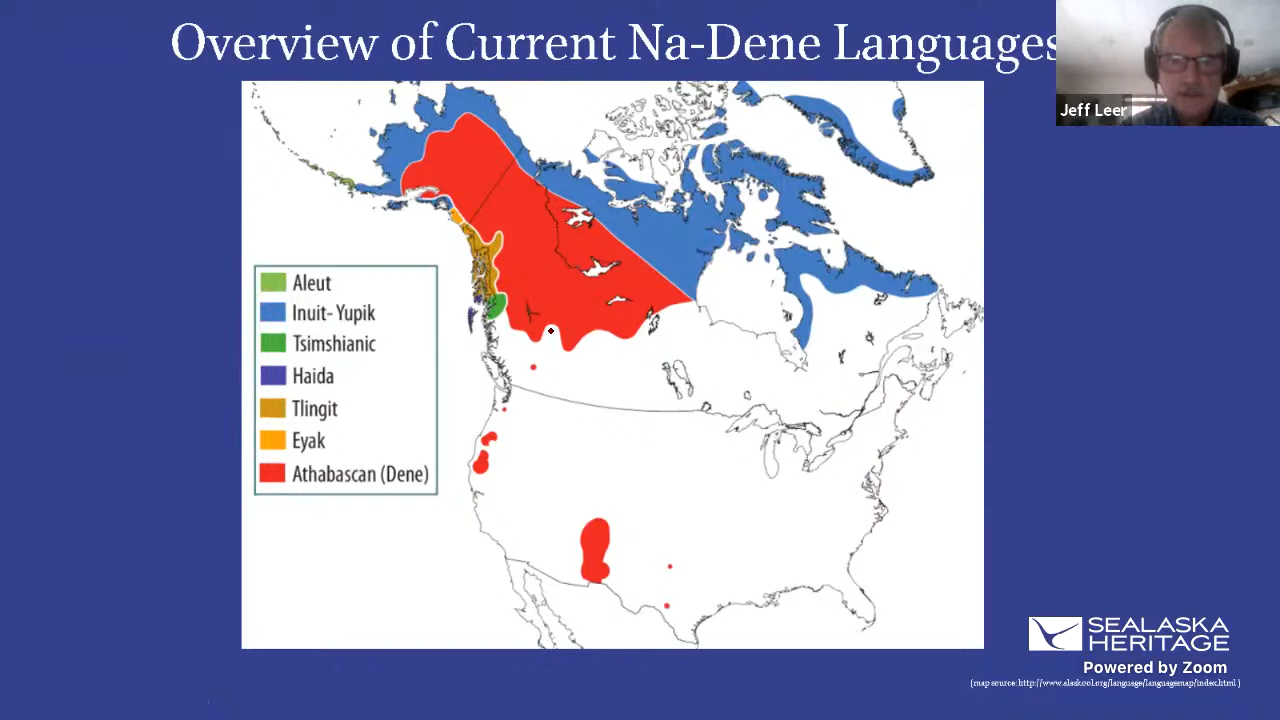 Overview of Current Na-Dene Languages
Jeff Leer
Aleut
Inuit-Yupik
Tsimshianic
Haida
Tlingit
Eyak
Athabascan (Dene)
SEALASKA
HERITAGE
Powered by Zoom
(map source: http://www.alaskool.org/language/languagemap/index.html )